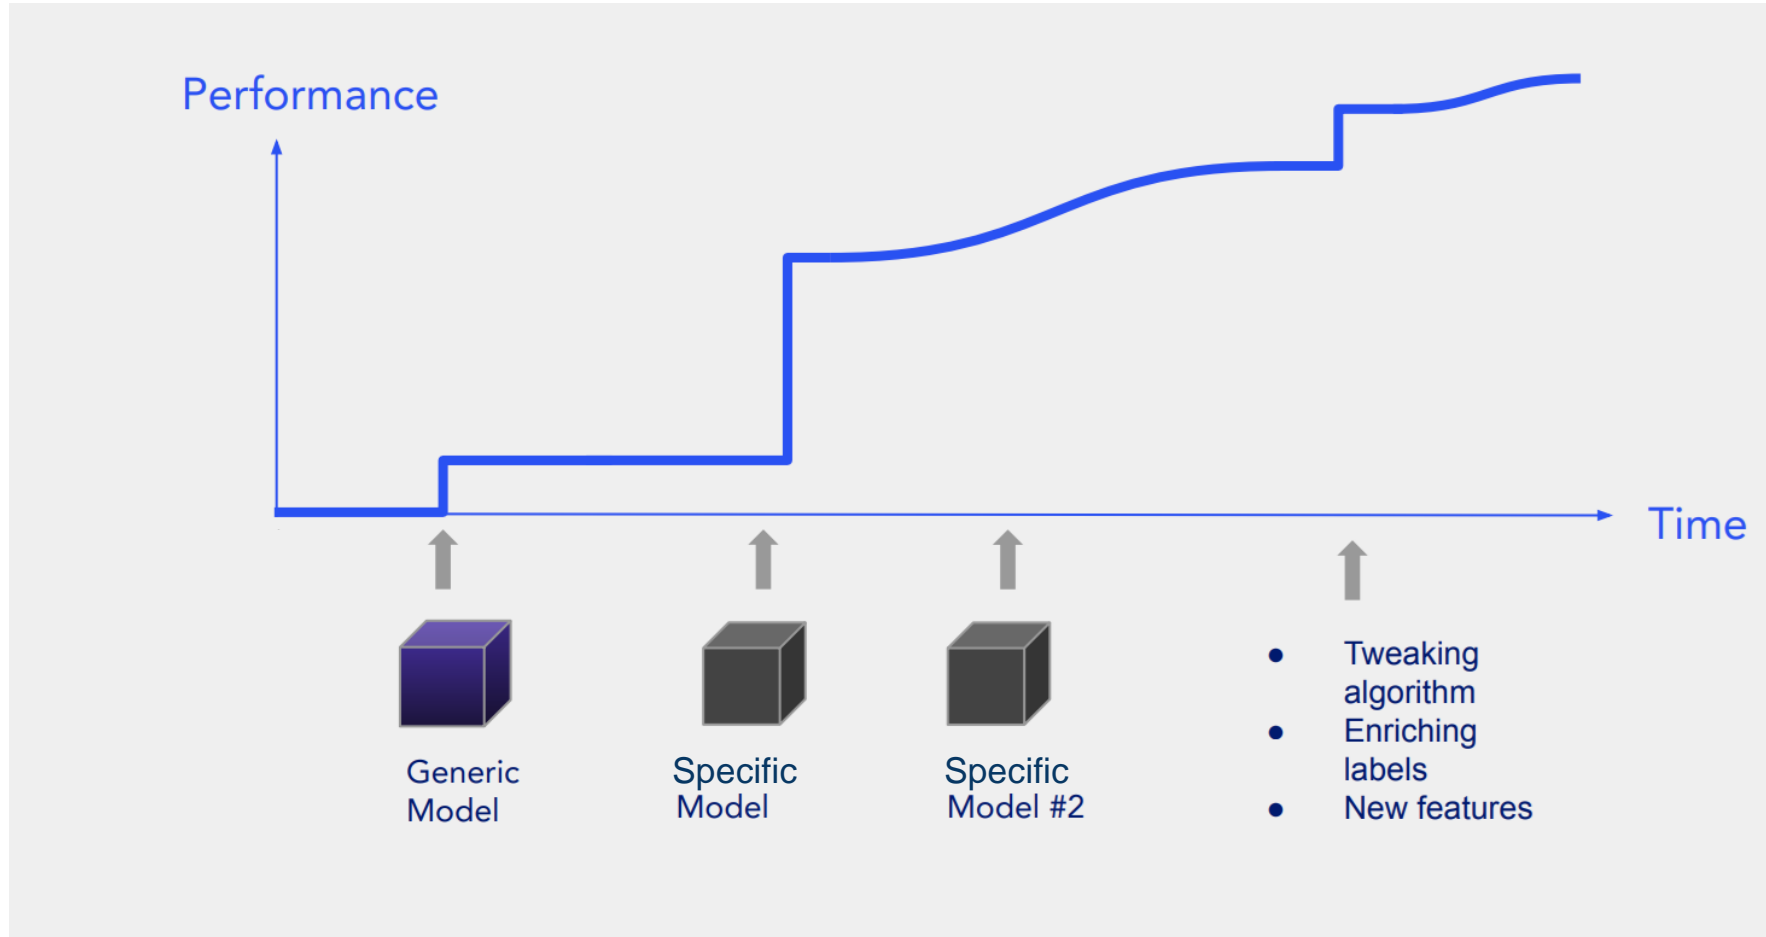 Performance
Time
Generic
Model
Specific
Model
Specific
Model #2
● Tweaking
algorithm
● Enriching
labels
● New features